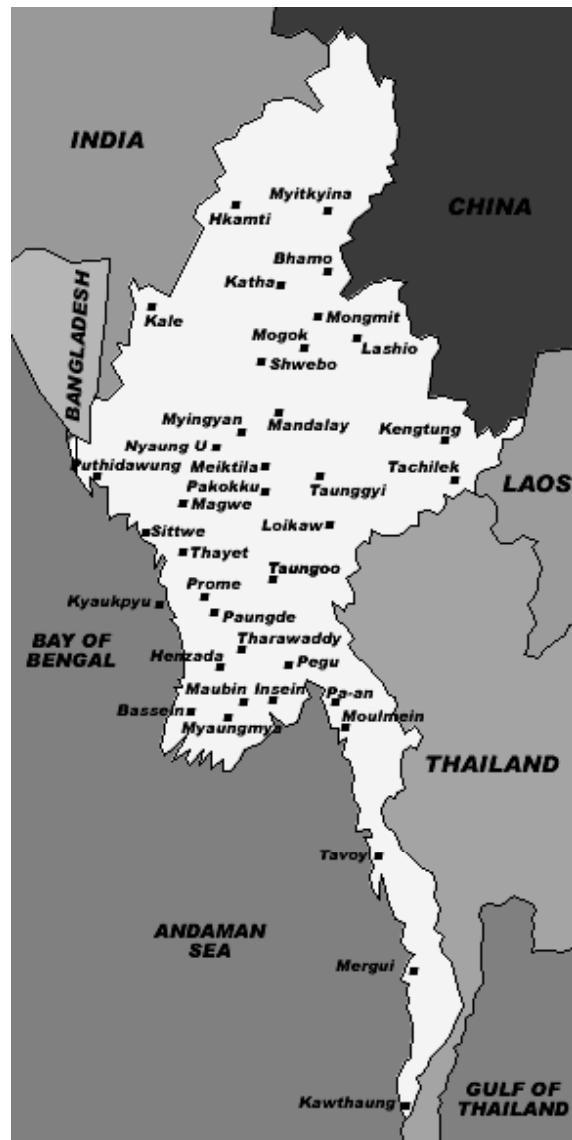 INDIA
CHINA
Myitkyina
Hkamti
Bhamo
Katha
BANGLADESH
Kale
Mongmit
Mogok
Lashio
Shwebo
Myingyan
Mandalay
Kengtung
Nyaung U
Puthidawung
Meiktila
Tachilek
Taunggyi
LAOS
Pakokku
Magwe
Loikaw
Sittwe
Thayet
Taungoo
Prome
Kyaukpyu
Paungde
BAY OF
BENGAL
Tharawaddy
Henzada
Pegu
Maubin
Insein
Pa-an
Bassein
Moulmein
Myaungmya
THAILAND
Tavoy
ANDAMAN
SEA
Mergui
Kawthaung
GULF OF
THAILAND